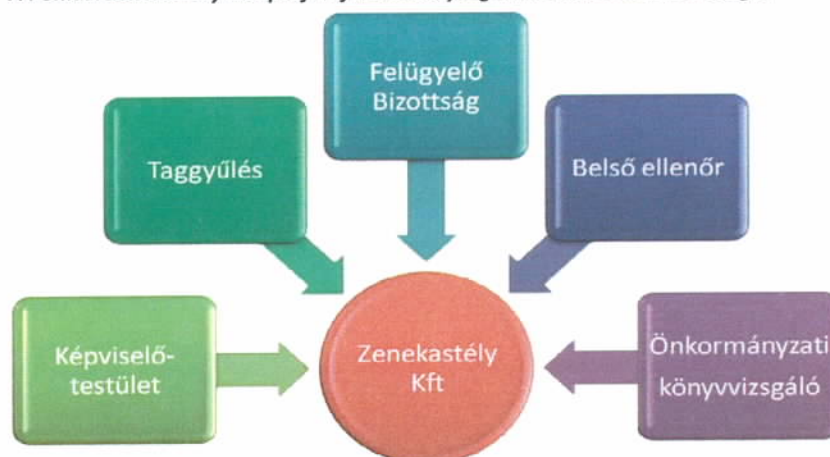 Felügyelő
Bizottság
Taggyűlés
Belső ellenőr
Képviselő-
testület
Zenekastély
Kft
Önkormányzati
könyvvizsgáló